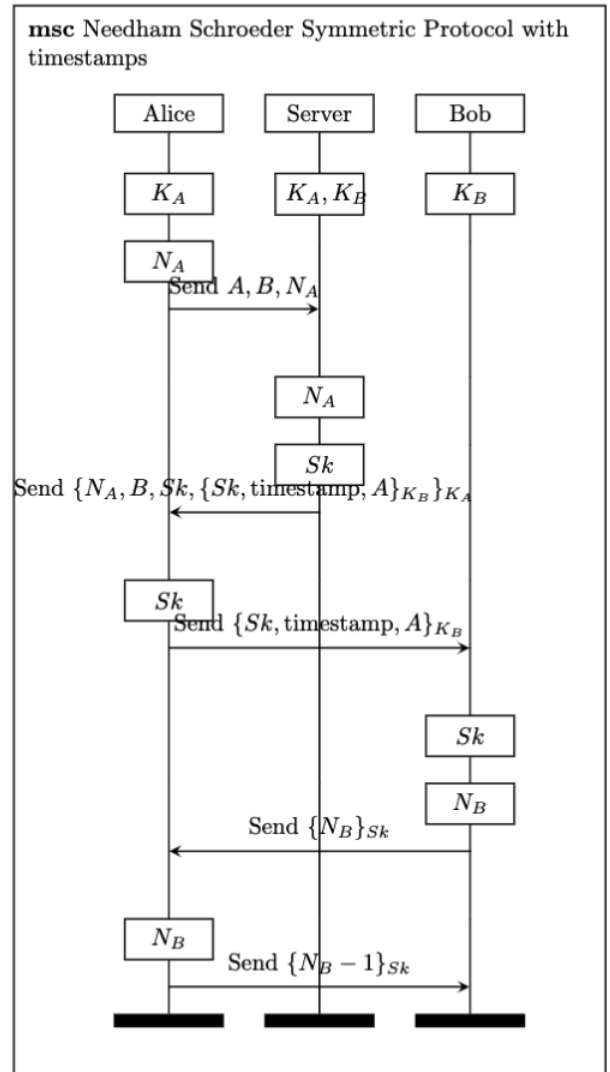 msc Needham Schroeder Symmetric Protocol with
timestamps
Alice Server Bob
K_A K_A, K_B K_B
N_A
Send A, B, N_A
N_A
Sk
Send {N_A, B, Sk, {Sk, timestamp, A}_{K_B}}_{K_A}
Sk
Send {Sk, timestamp, A}_{K_B}
Sk
N_B
Send {N_B}_{Sk}
N_B
Send {N_B − 1}_{Sk}